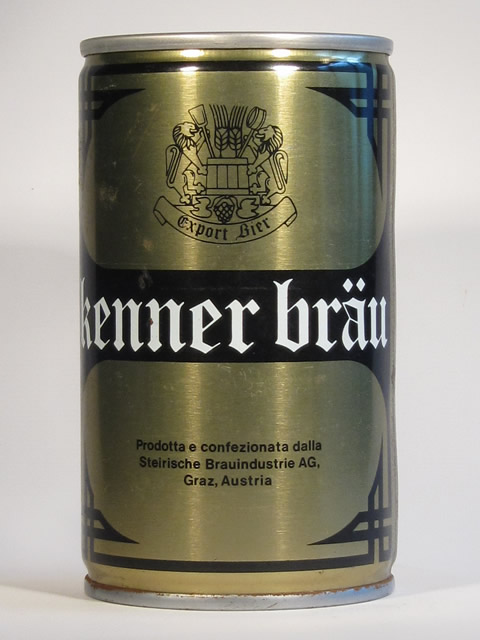 Export Bier
kenner bräu
Prodotta e confezionata dalla
Steirische Brauindustrie AG,
Graz, Austria